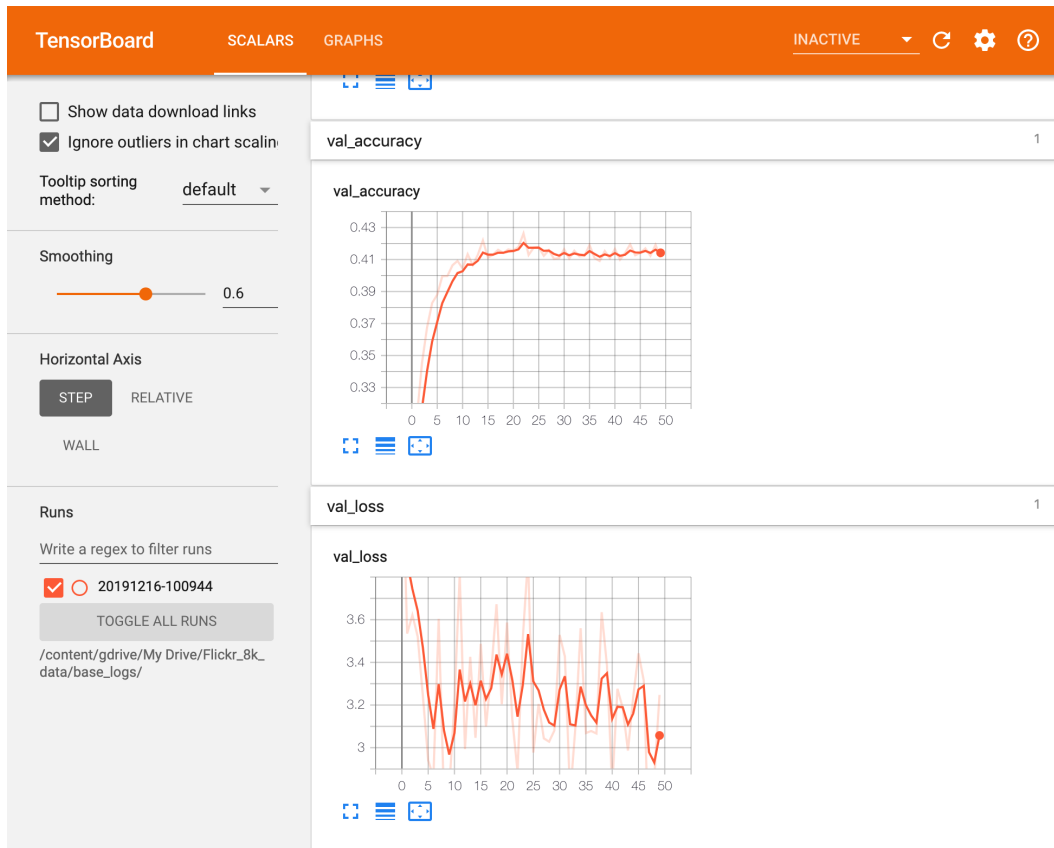 TensorBoard SCALARS GRAPHS INACTIVE
Show data download links
Ignore outliers in chart scalin
Tooltip sorting
method:
default
Smoothing
0.6
Horizontal Axis
STEP RELATIVE
WALL
Runs
Write a regex to filter runs
20191216-100944
TOGGLE ALL RUNS
/content/gdrive/My Drive/Flickr_8k_
data/base_logs/
val_accuracy 1
val_accuracy
0.43
0.41
0.39
0.37
0.35
0.33
0 5 10 15 20 25 30 35 40 45 50
val_loss 1
val_loss
3.6
3.4
3.2
3
0 5 10 15 20 25 30 35 40 45 50